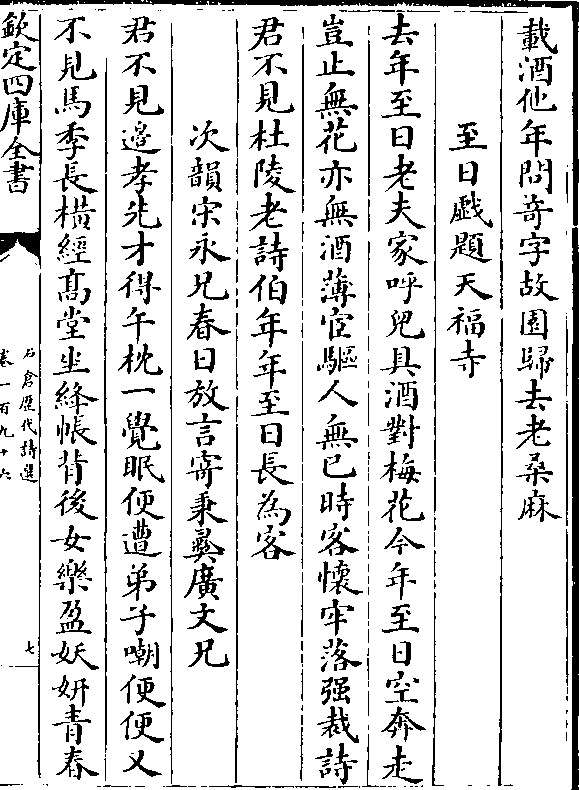 載酒他年問竒字故園歸去老桑麻
至日戲題天福寺
去年至日老夫家呼兒具酒對梅花今年至日空奔走
豈止無花亦無酒薄宦驅人無已時客懷牢落强裁詩
君不見杜陵老詩伯年年至日長為客
次韻宋永兄春日放言寄秉彛廣文兄
君不見邉孝先才得午枕一覺眠便遭弟子嘲便便又
不見馬季長横經髙堂坐絳帳背後女樂盈妖妍青春
欽定四庫全書
石倉歷代詩選
卷一百九十六
七